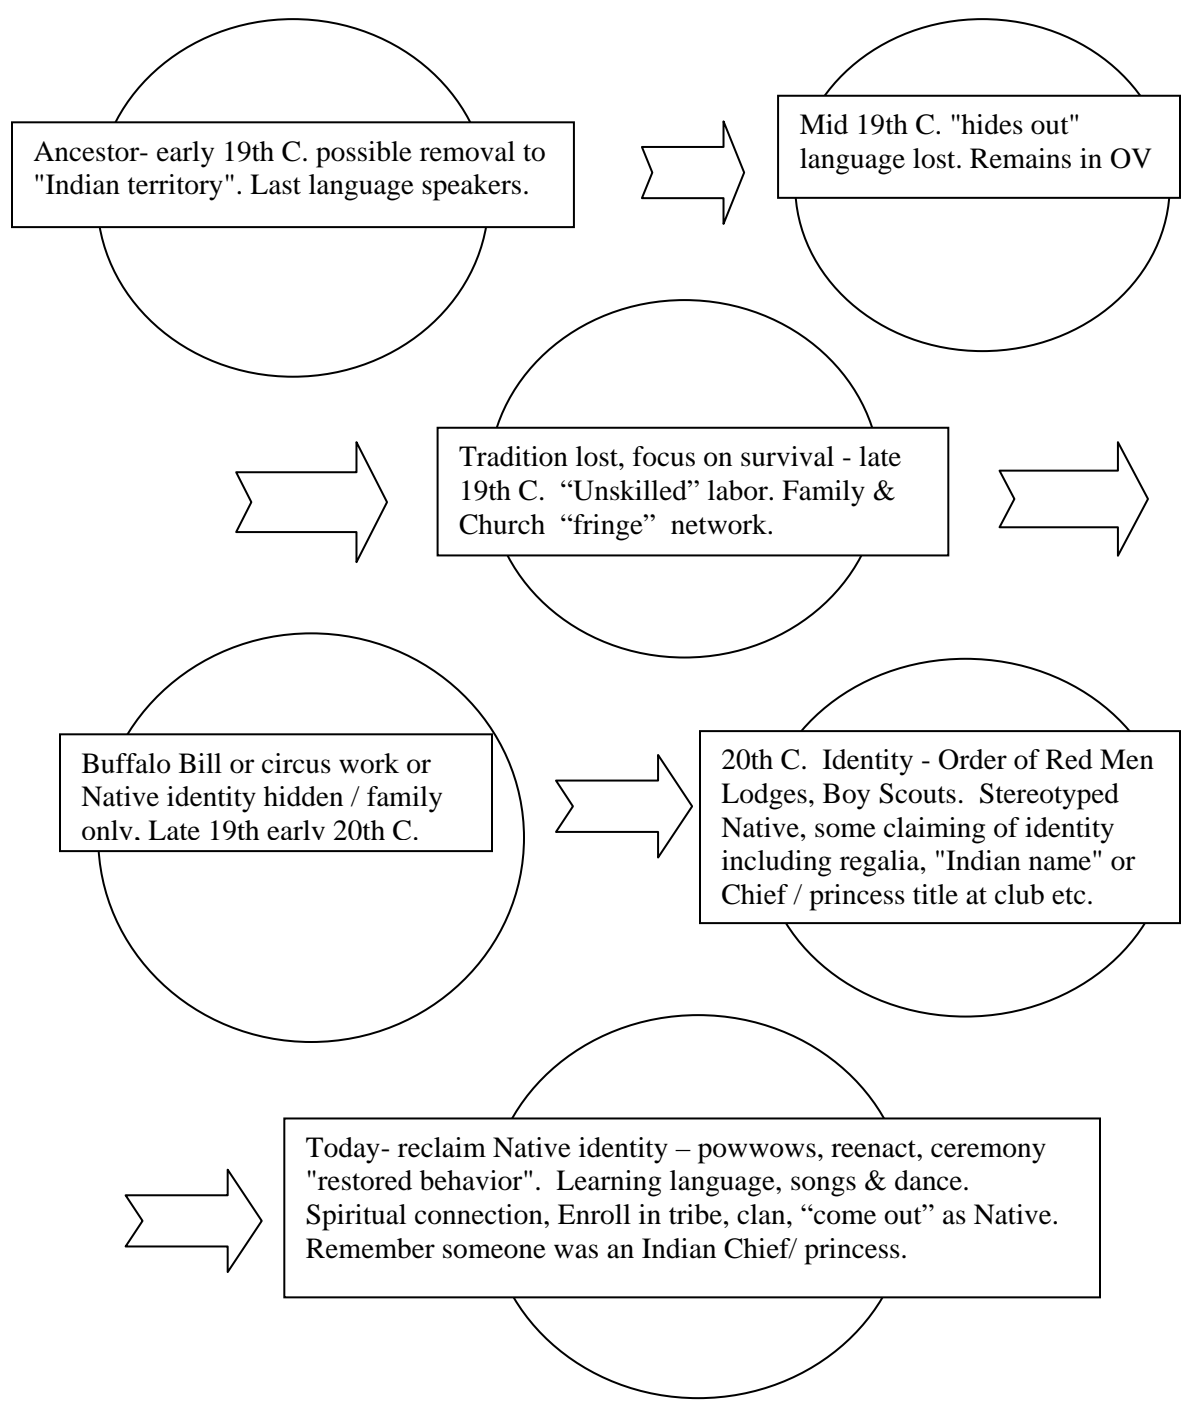 Ancestor- early 19th C. possible removal to
"Indian territory". Last language speakers.
Mid 19th C. "hides out"
language lost. Remains in OV
Tradition lost, focus on survival - late
19th C.  “Unskilled” labor. Family &
Church  “fringe”  network.
Buffalo Bill or circus work or
Native identity hidden / family
only. Late 19th early 20th C.
20th C.  Identity - Order of Red Men
Lodges, Boy Scouts.  Stereotyped
Native, some claiming of identity
including regalia, "Indian name" or
Chief / princess title at club etc.
Today- reclaim Native identity – powwows, reenact, ceremony
"restored behavior".  Learning language, songs & dance.
Spiritual connection, Enroll in tribe, clan, “come out” as Native.
Remember someone was an Indian Chief/ princess.